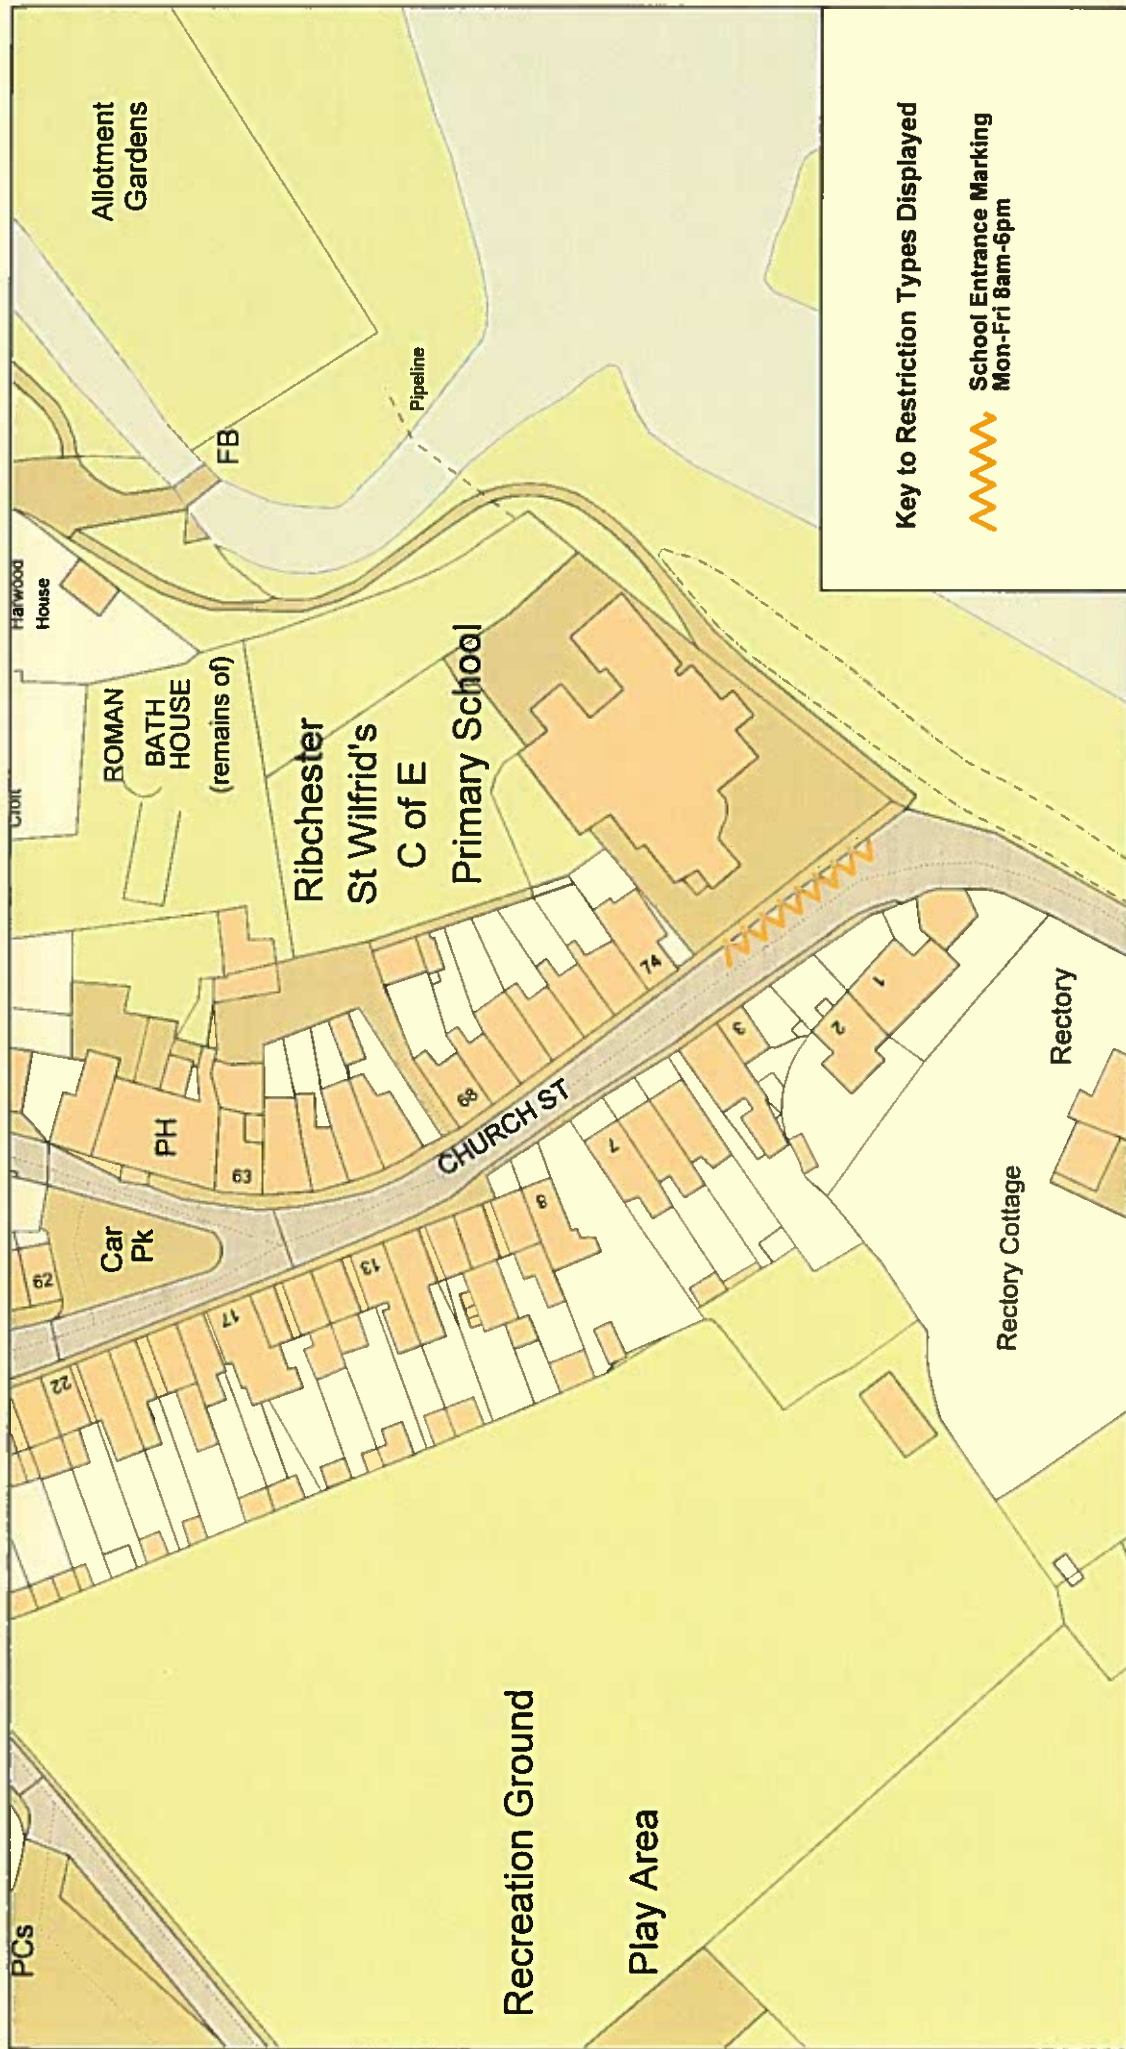 PCs
Recreation Ground
Play Area
62
Car
Pk
22
17
13
8
7
3
2
1
PH
63
68
74
CHURCH ST
Croft
Harwood
House
ROMAN
BATH
HOUSE
(remains of)
Ribchester
St Wilfrid's
C of E
Primary School
FB
Pipeline
Allotment
Gardens
Rectory Cottage
Rectory
Key to Restriction Types Displayed
School Entrance Marking
Mon-Fri 8am-6pm